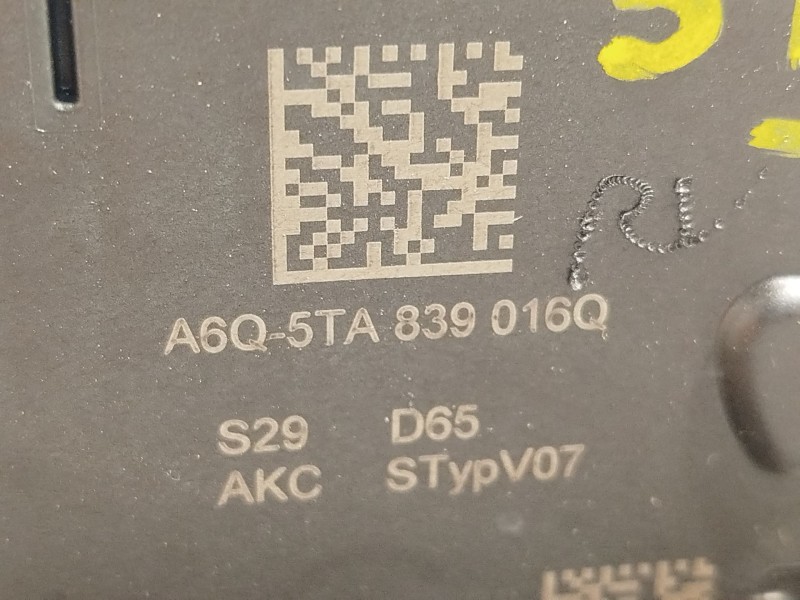 A6Q-5TA 839 016Q
S29 D65
AKC STypV07